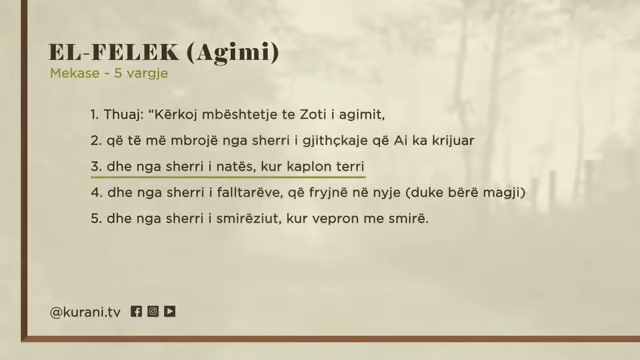 EL-FELEK (Agimi)
Mekase - 5 vargje
1. Thuaj: “Kërkoj mbështetje te Zoti i agimit,
2. që të më mbrojë nga sherri i gjithçkaje që Ai ka krijuar
3. dhe nga sherri i natës, kur kaplon terri
4. dhe nga sherri i falltarëve, që fryjnë në nyje (duke bërë magji)
5. dhe nga sherri i smirëziut, kur vepron me smirë.
@kurani.tv